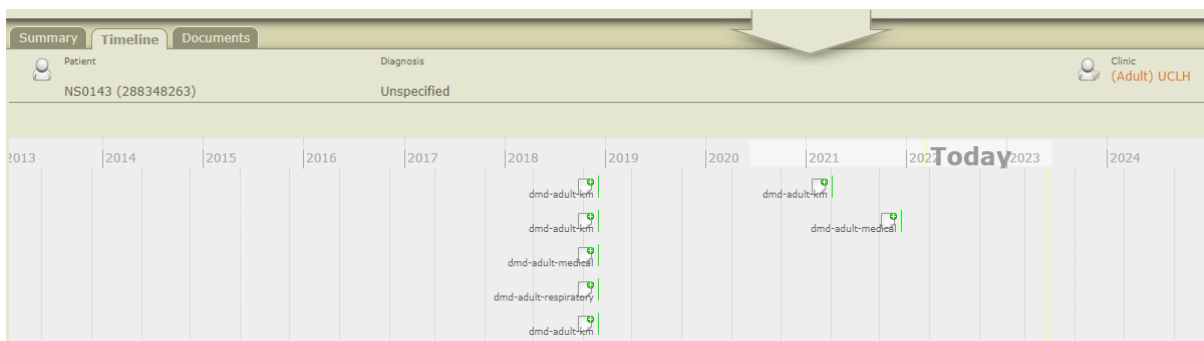 Summary Timeline Documents
Patient Diagnosis Clinic
(Adult) UCLH
NS0143 (288348263) Unspecified
2013 2014 2015 2016 2017 2018 2019 2020 2021 2022 Today 2023 2024
dmd-adult-km dmd-adult-km
dmd-adult-km dmd-adult-medical
dmd-adult-medical
dmd-adult-respiratory
dmd-adult-km